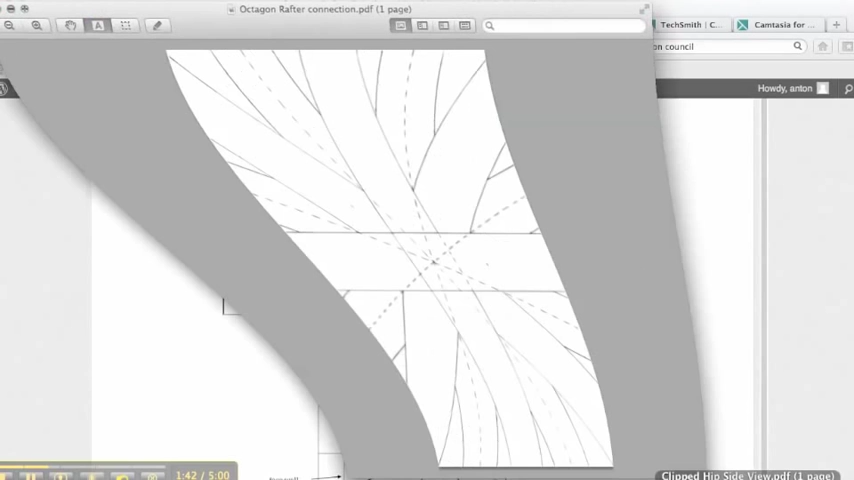 Octagon Rafter connection.pdf (1 page)
TechSmith | C...
Camtasia for ...
on council
Howdy, anton
1:42 / 5:00
Clipped Hip Side View.pdf (1 page)